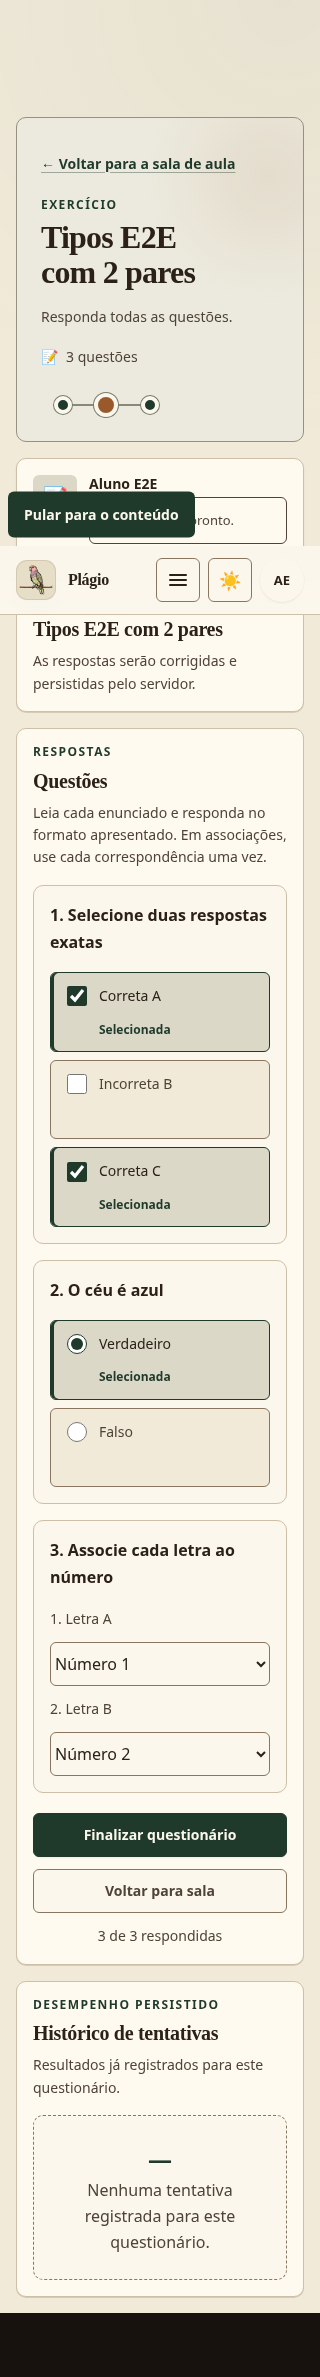 ← Voltar para a sala de aula
EXERCÍCIO
Tipos E2E
com 2 pares
Responda todas as questões.
3 questões
Aluno E2E
pronto.
Pular para o conteúdo
Plágio
AE
Tipos E2E com 2 pares
As respostas serão corrigidas e
persistidas pelo servidor.
RESPOSTAS
Questões
Leia cada enunciado e responda no
formato apresentado. Em associações,
use cada correspondência uma vez.
1. Selecione duas respostas
exatas
Correta A
Selecionada
Incorreta B
Correta C
Selecionada
2. O céu é azul
Verdadeiro
Selecionada
Falso
3. Associe cada letra ao
número
1. Letra A
Número 1
2. Letra B
Número 2
Finalizar questionário
Voltar para sala
3 de 3 respondidas
DESEMPENHO PERSISTIDO
Histórico de tentativas
Resultados já registrados para este
questionário.
—
Nenhuma tentativa
registrada para este
questionário.